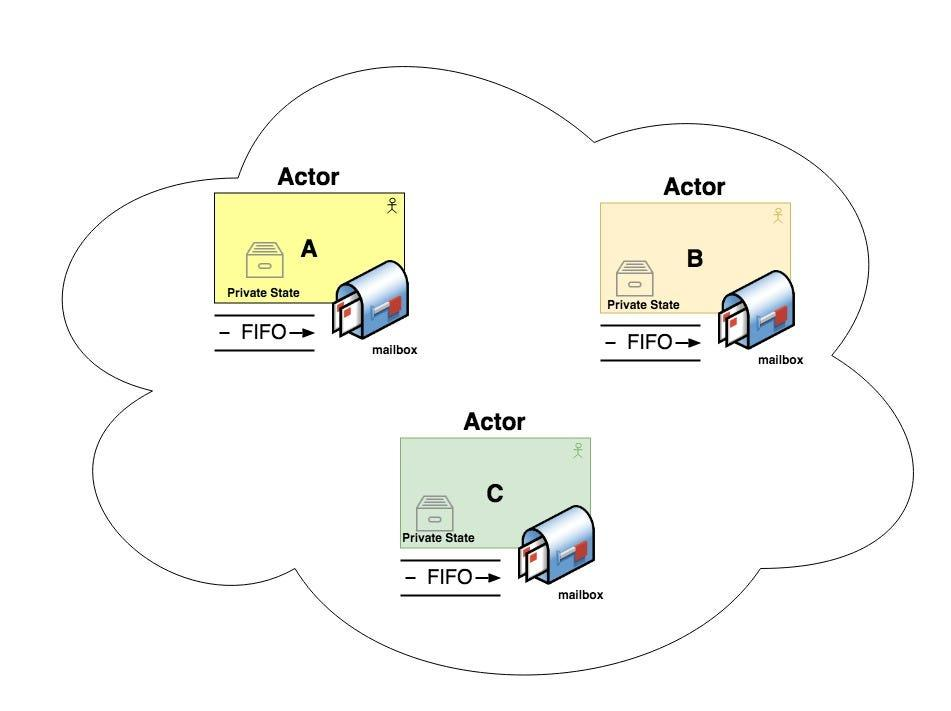 Actor
A
Private State
– FIFO
mailbox
Actor
B
Private State
– FIFO
mailbox
Actor
C
Private State
– FIFO
mailbox